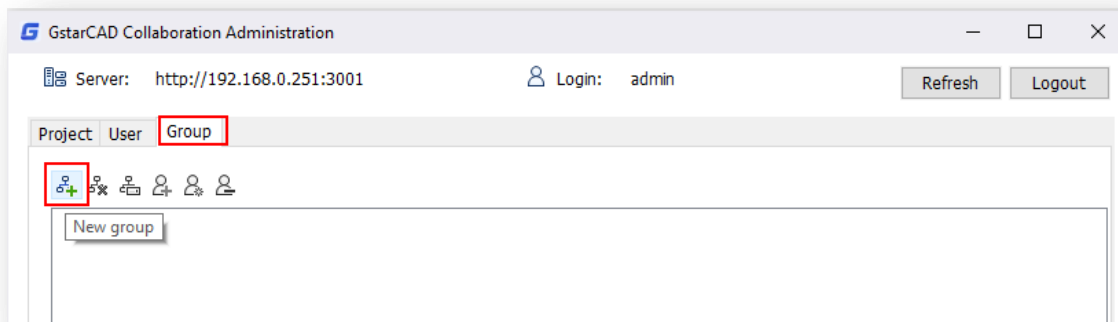 GstarCAD Collaboration Administration
Server: http://192.168.0.251:3001 Login: admin Refresh Logout
Project User Group
New group